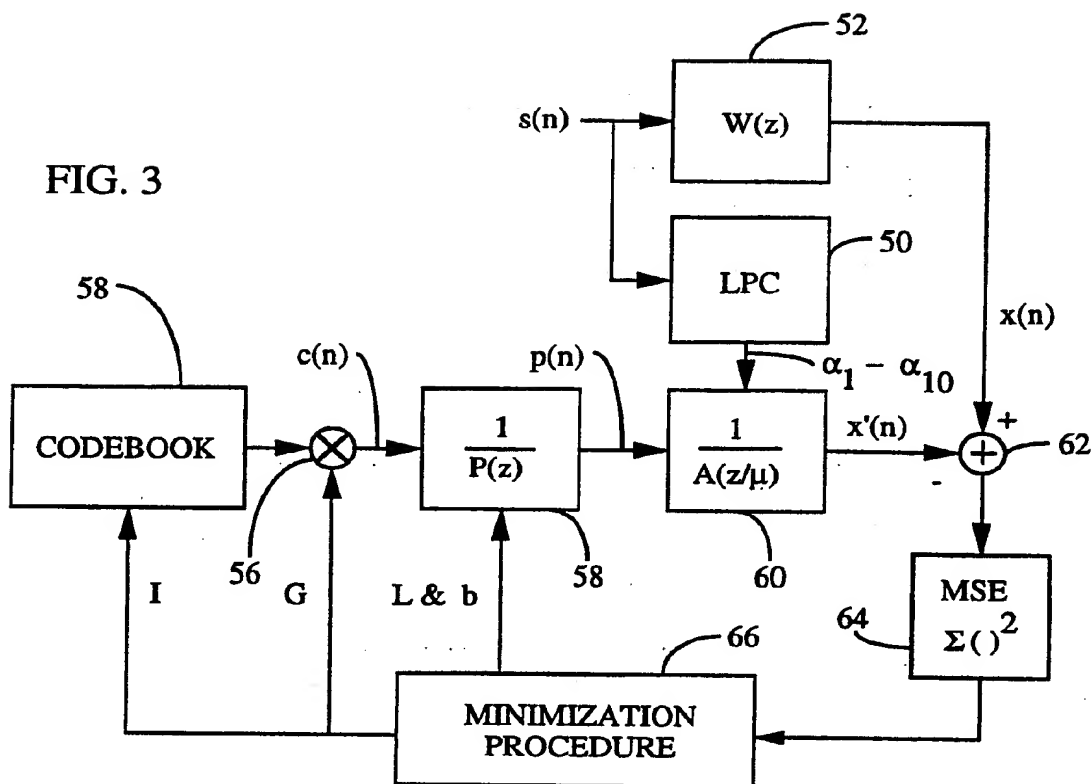 52
s(n)
W(z)
FIG. 3
50
LPC
58
x(n)
c(n)
p(n)
α1 – α10
CODEBOOK
1
P(z)
1
A(z/μ)
x'(n)
+
62
-
56
58
60
I
G
L & b
MSE
Σ( )2
64
66
MINIMIZATION
PROCEDURE